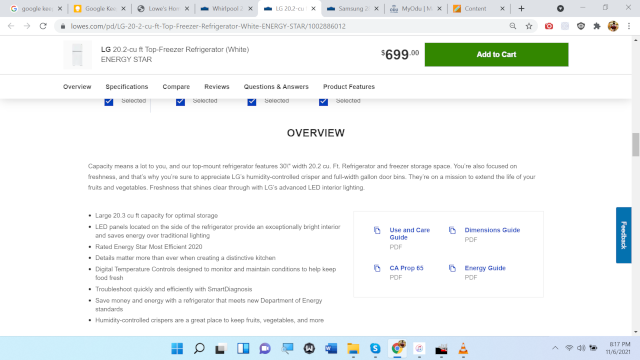 google keep
Google Keep
Lowe's Home
Whirlpool 2
LG 20.2-cu
Samsung 2
MyOdu | M
Content
lowes.com/pd/LG-20-2-cu-ft-Top-Freezer-Refrigerator-White-ENERGY-STAR/1002886012
LG 20.2-cu ft Top-Freezer Refrigerator (White)
ENERGY STAR
$699.00
Add to Cart
Overview Specifications Compare Reviews Questions & Answers Product Features
Selected Selected Selected Selected
OVERVIEW
Capacity means a lot to you, and our top-mount refrigerator features 30\" width 20.2 cu. Ft. Refrigerator and freezer storage space. You're also focused on
freshness, and that's why you're sure to appreciate LG's humidity-controlled crisper and full-width gallon door bins. They're on a mission to extend the life of your
fruits and vegetables. Freshness that shines clear through with LG's advanced LED interior lighting.
• Large 20.3 cu ft capacity for optimal storage
• LED panels located on the side of the refrigerator provide an exceptionally bright interior
and saves energy over traditional lighting
• Rated Energy Star Most Efficient 2020
• Details matter more than ever when creating a distinctive kitchen
• Digital Temperature Controls designed to monitor and maintain conditions to help keep
food fresh
• Troubleshoot quickly and efficiently with SmartDiagnosis
• Save money and energy with a refrigerator that meets new Department of Energy
standards
• Humidity-controlled crispers are a great place to keep fruits, vegetables, and more
Use and Care
Guide
PDF
Dimensions Guide
PDF
CA Prop 65
PDF
Energy Guide
PDF
Feedback
8:17 PM
11/6/2021